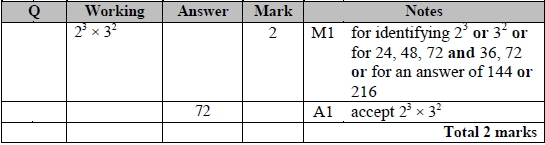 Q Working Answer Mark Notes
2³ × 3² 2 M1 for identifying 2³ or 3² or
for 24, 48, 72 and 36, 72
or for an answer of 144 or
216
72 A1 accept 2³ × 3²
Total 2 marks